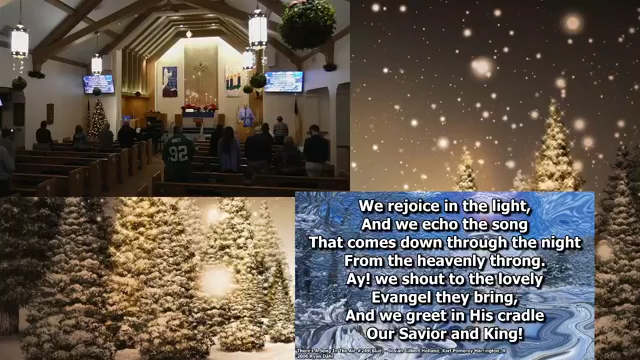 92
We rejoice in the light,
And we echo the song
That comes down through the night
From the heavenly throng.
Ay! we shout to the lovely
Evangel they bring,
And we greet in His cradle
Our Savior and King!